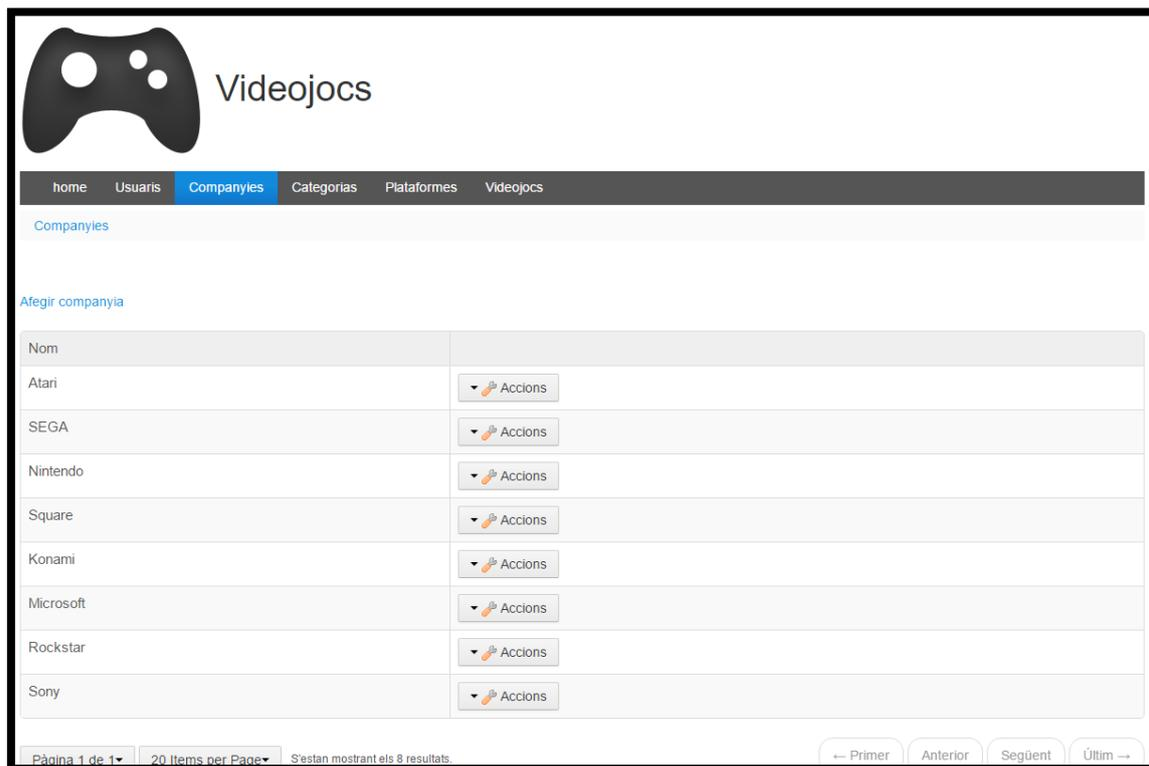 Videojocs
home Usuaris Companyies Categorias Plataformes Videojocs
Companyies
Afegir companyia
Nom
Atari Accions
SEGA Accions
Nintendo Accions
Square Accions
Konami Accions
Microsoft Accions
Rockstar Accions
Sony Accions
Pàgina 1 de 1 20 Items per Page S'estan mostrant els 8 resultats. ← Primer Anterior Següent Últim →